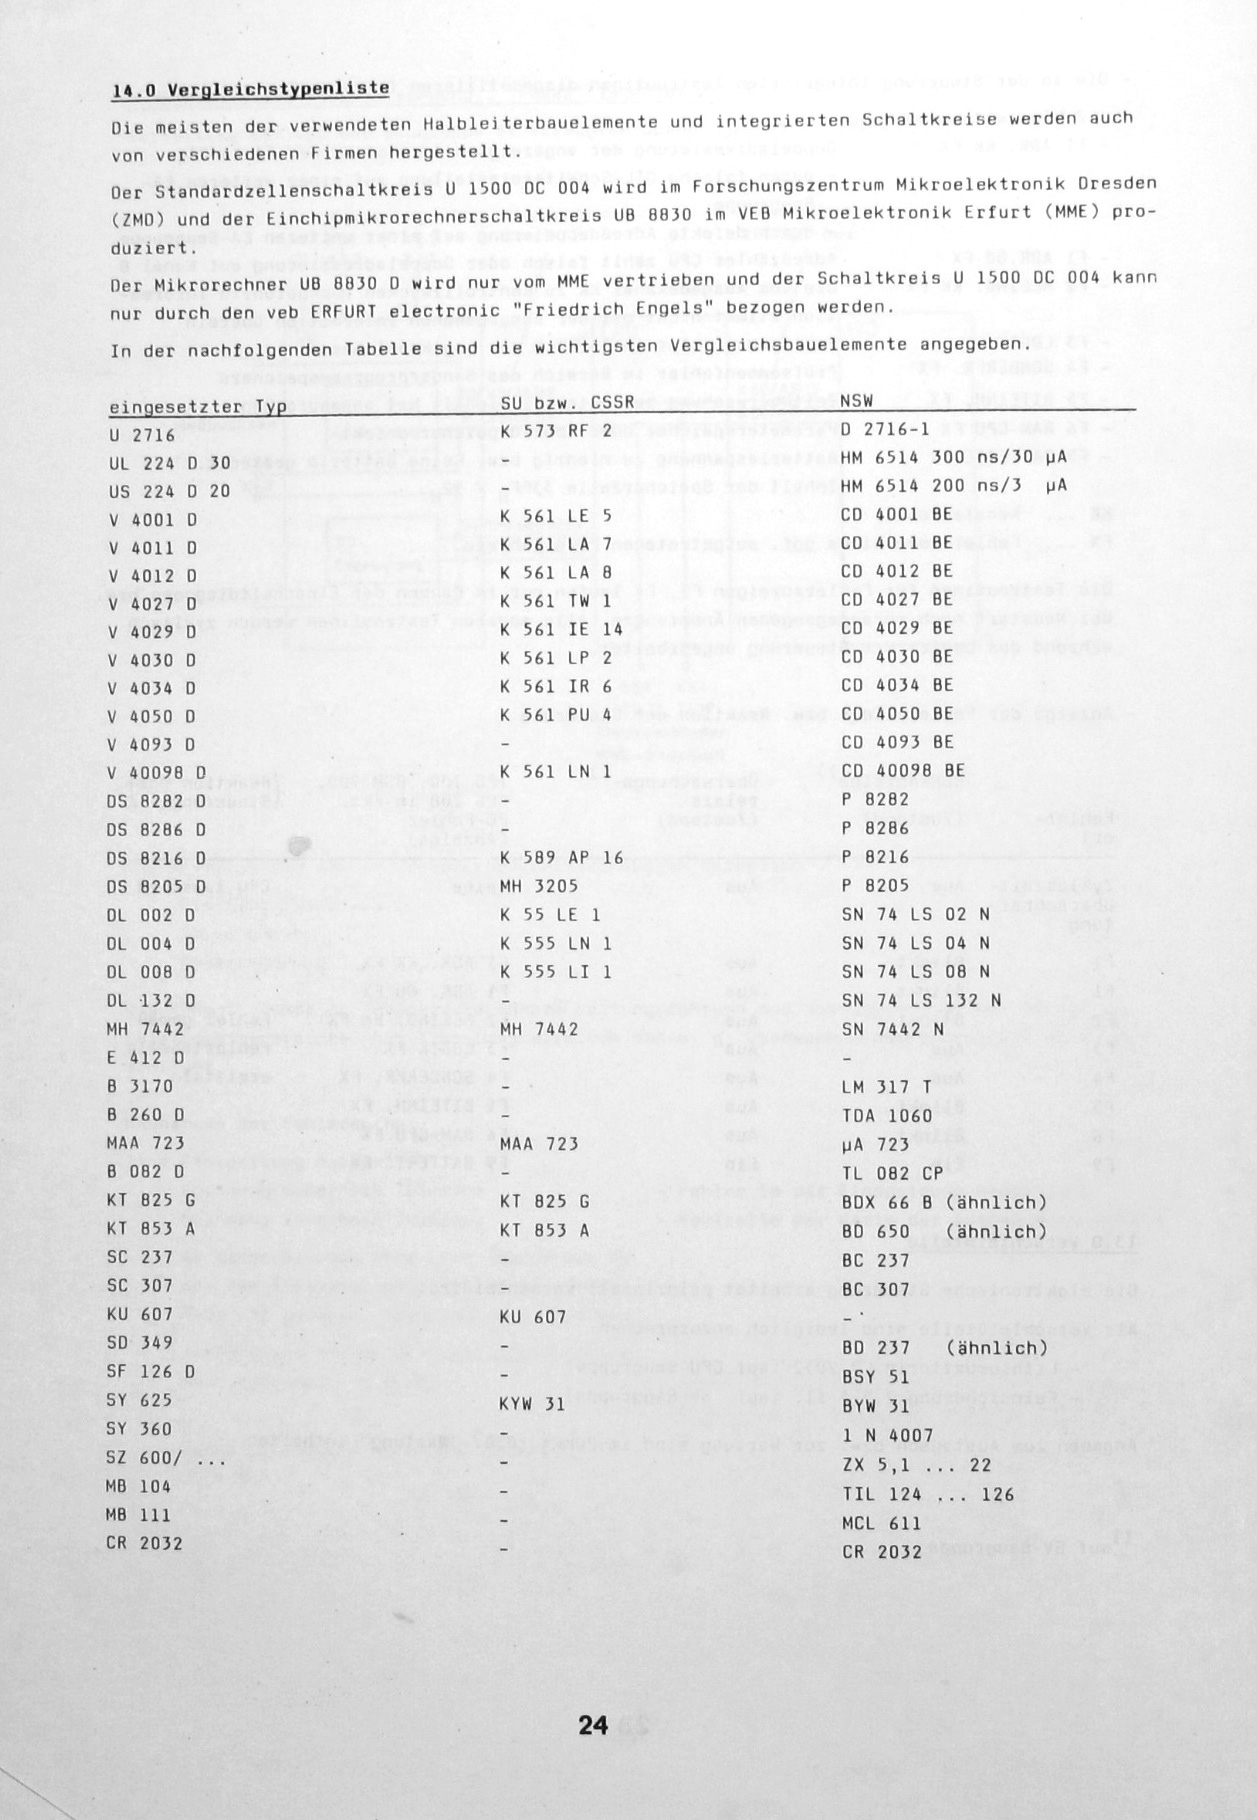 14.0 Vergleichstypenliste
Die meisten der verwendeten Halbleiterbauelemente und integrierten Schaltkreise werden auch
von verschiedenen Firmen hergestellt.
Der Standardzellenschaltkreis U 1500 DC 004 wird im Forschungszentrum Mikroelektronik Dresden
(ZMD) und der Einchipmikrorechnerschaltkreis UB 8830 im VEB Mikroelektronik Erfurt (MME) pro-
duziert.
Der Mikrorechner UB 8830 D wird nur vom MME vertrieben und der Schaltkreis U 1500 DC 004 kann
nur durch den veb ERFURT electronic "Friedrich Engels" bezogen werden.
In der nachfolgenden Tabelle sind die wichtigsten Vergleichsbauelemente angegeben.
eingesetzter Typ SU bzw. CSSR NSW
U 2716 K 573 RF 2 D 2716-1
UL 224 D 30 - HM 6514 300 ns/30 µA
US 224 D 20 - HM 6514 200 ns/3 µA
V 4001 D K 561 LE 5 CD 4001 BE
V 4011 D K 561 LA 7 CD 4011 BE
V 4012 D K 561 LA 8 CD 4012 BE
V 4027 D K 561 TW 1 CD 4027 BE
V 4029 D K 561 IE 14 CD 4029 BE
V 4030 D K 561 LP 2 CD 4030 BE
V 4034 D K 561 IR 6 CD 4034 BE
V 4050 D K 561 PU 4 CD 4050 BE
V 4093 D - CD 4093 BE
V 40098 D K 561 LN 1 CD 40098 BE
DS 8282 D - P 8282
DS 8286 D - P 8286
DS 8216 D K 589 AP 16 P 8216
DS 8205 D MH 3205 P 8205
DL 002 D K 55 LE 1 SN 74 LS 02 N
DL 004 D K 555 LN 1 SN 74 LS 04 N
DL 008 D K 555 LI 1 SN 74 LS 08 N
DL 132 D - SN 74 LS 132 N
MH 7442 MH 7442 SN 7442 N
E 412 D - -
B 3170 - LM 317 T
B 260 D - TDA 1060
MAA 723 MAA 723 µA 723
B 082 D - TL 082 CP
KT 825 G KT 825 G BDX 66 B (ähnlich)
KT 853 A KT 853 A BD 650 (ähnlich)
SC 237 - BC 237
SC 307 - BC 307
KU 607 KU 607 -
SD 349 - BD 237 (ähnlich)
SF 126 D - BSY 51
SY 625 KYW 31 BYW 31
SY 360 - 1 N 4007
SZ 600/ ... - ZX 5,1 ... 22
MB 104 - TIL 124 ... 126
MB 111 - MCL 611
CR 2032 - CR 2032
24